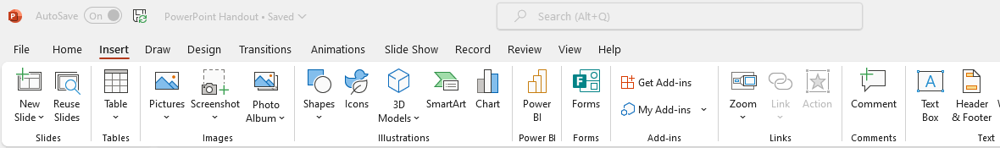 AutoSave On PowerPoint Handout • Saved Search (Alt+Q)
File Home Insert Draw Design Transitions Animations Slide Show Record Review View Help
New Slide
Reuse Slides
Table
Pictures
Screenshot
Photo Album
Shapes
Icons
3D Models
SmartArt
Chart
Power BI
Forms
Get Add-ins
My Add-ins
Zoom
Link
Action
Comment
Text Box
Header & Footer
Slides Tables Images Illustrations Power BI Forms Add-ins Links Comments Text